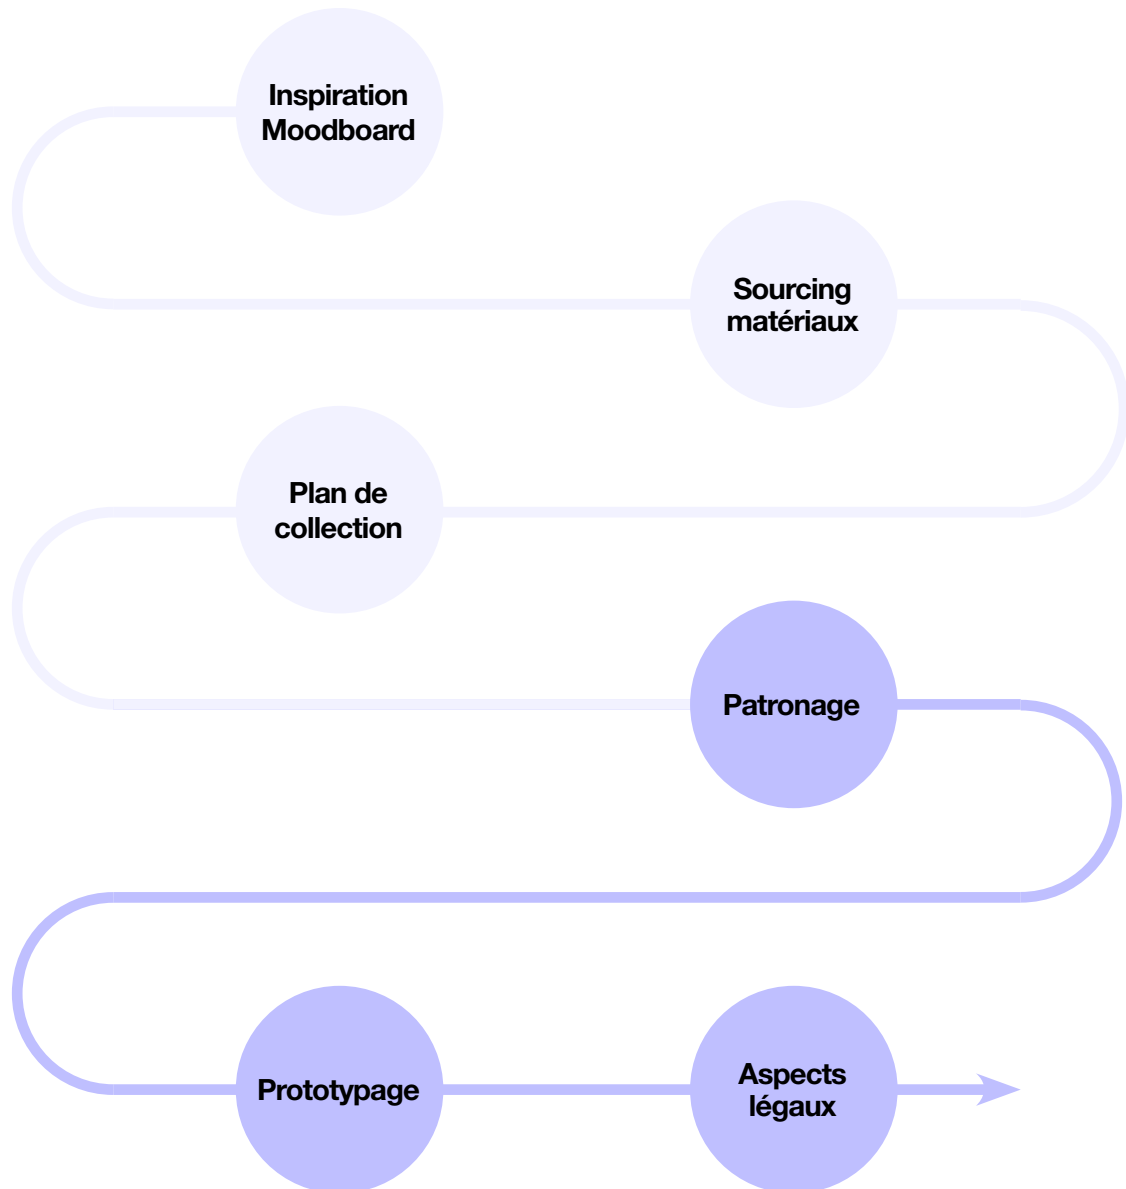 Inspiration
Moodboard
Sourcing
matériaux
Plan de
collection
Patronage
Prototypage
Aspects
légaux